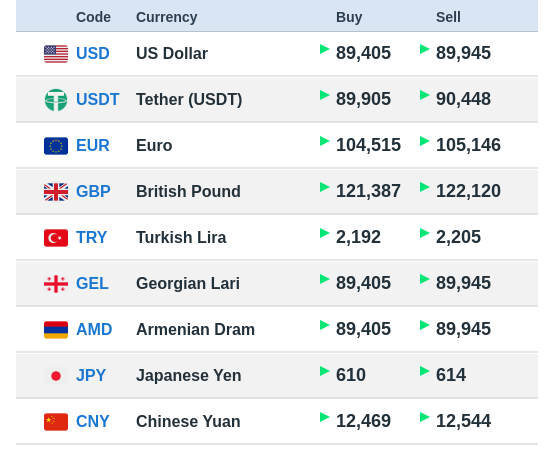 Code Currency Buy Sell
USD US Dollar 89,405 89,945
USDT Tether (USDT) 89,905 90,448
EUR Euro 104,515 105,146
GBP British Pound 121,387 122,120
TRY Turkish Lira 2,192 2,205
GEL Georgian Lari 89,405 89,945
AMD Armenian Dram 89,405 89,945
JPY Japanese Yen 610 614
CNY Chinese Yuan 12,469 12,544